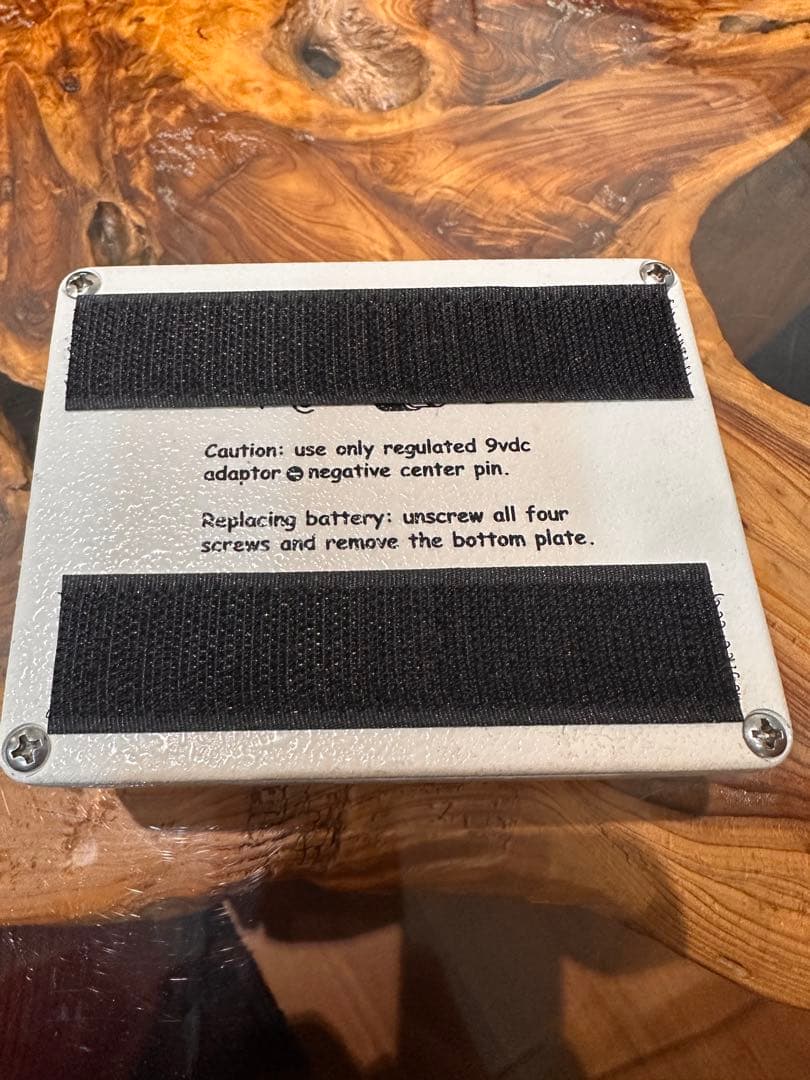 Caution: use only regulated 9vdc
adaptor negative center pin.
Replacing battery: unscrew all four
screws and remove the bottom plate.